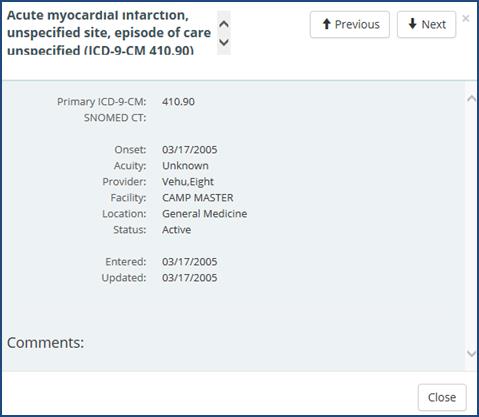 Acute myocardial infarction,
unspecified site, episode of care
unspecified (ICD-9-CM 410.90)
Previous
Next
×
Primary ICD-9-CM: 410.90
SNOMED CT:
Onset: 03/17/2005
Acuity: Unknown
Provider: Vehu,Eight
Facility: CAMP MASTER
Location: General Medicine
Status: Active
Entered: 03/17/2005
Updated: 03/17/2005
Comments:
Close